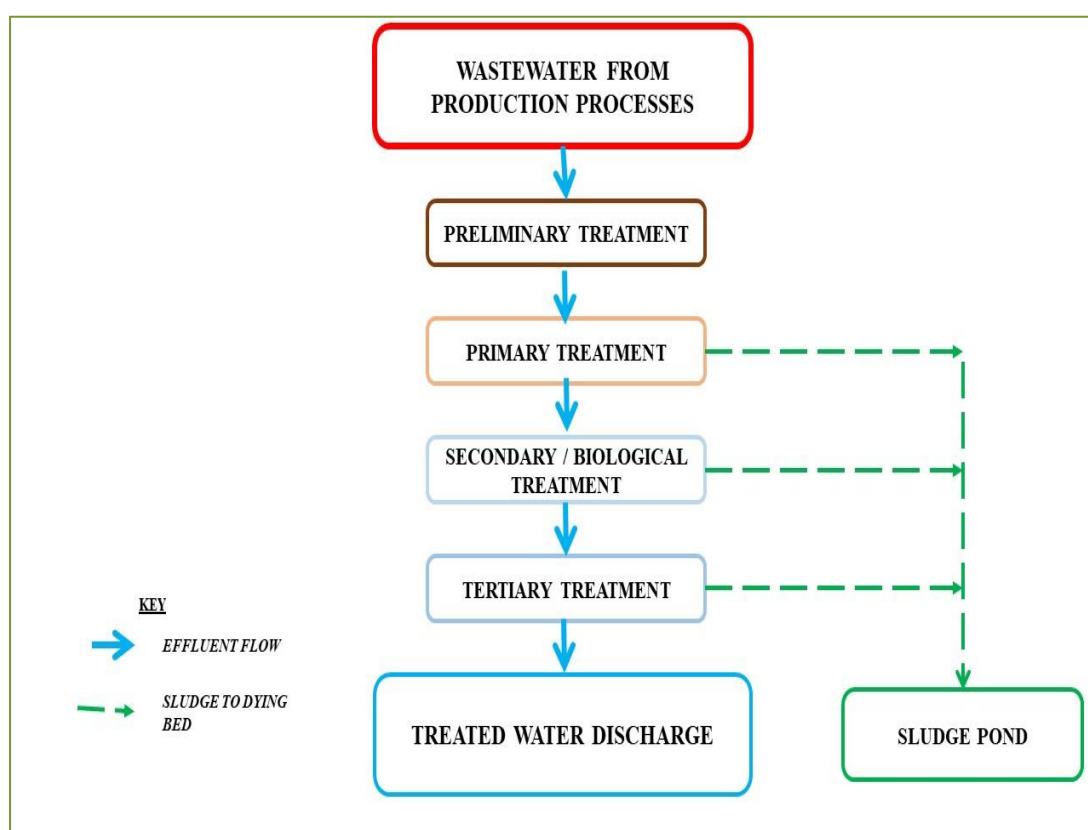 WASTEWATER FROM
PRODUCTION PROCESSES
PRELIMINARY TREATMENT
PRIMARY TREATMENT
SECONDARY / BIOLOGICAL
TREATMENT
TERTIARY TREATMENT
KEY
EFFLUENT FLOW
SLUDGE TO DYING
BED
TREATED WATER DISCHARGE
SLUDGE POND